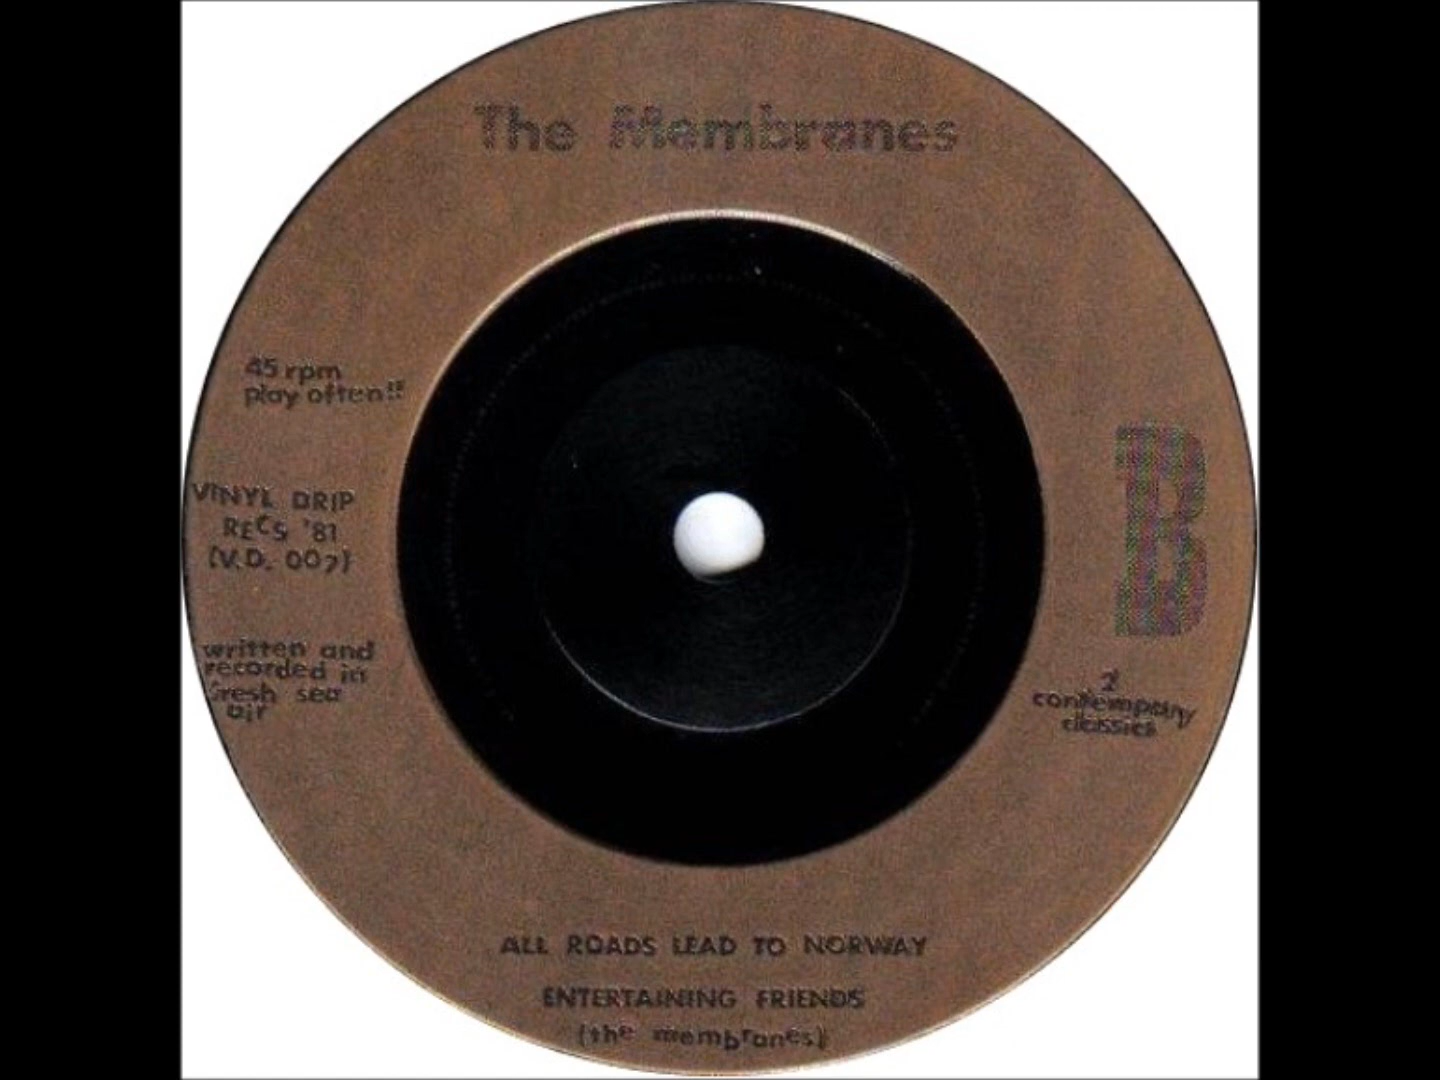 The Membranes
45 rpm
play often!!
VINYL DRIP
RECS '81
(V.D. 007)
written and
recorded in
fresh sea
air
B
2
contempary
classics
ALL ROADS LEAD TO NORWAY
ENTERTAINING FRIENDS
(the membranes)